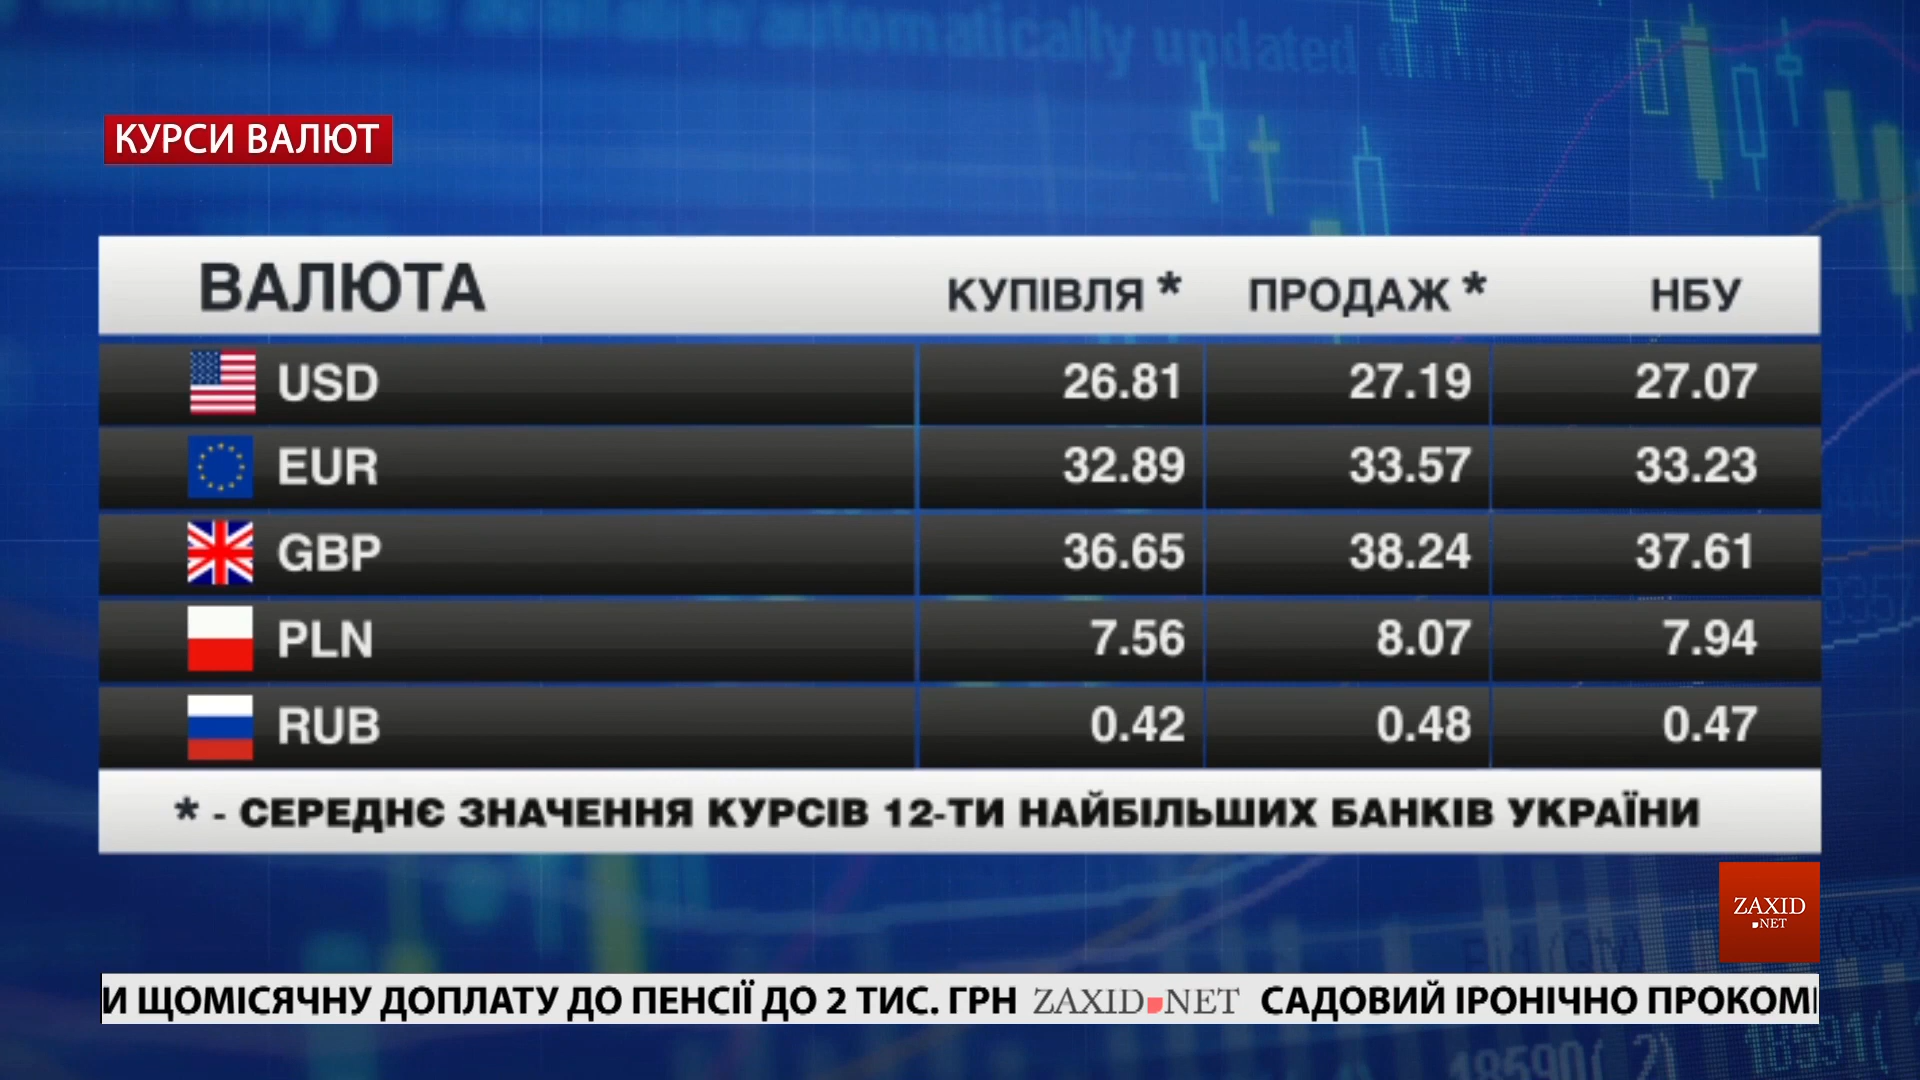 automatically updated during
КУРСИ ВАЛЮТ
ВАЛЮТА КУПІВЛЯ * ПРОДАЖ * НБУ
USD 26.81 27.19 27.07
EUR 32.89 33.57 33.23
GBP 36.65 38.24 37.61
PLN 7.56 8.07 7.94
RUB 0.42 0.48 0.47
* - СЕРЕДНЄ ЗНАЧЕННЯ КУРСІВ 12-ТИ НАЙБІЛЬШИХ БАНКІВ УКРАЇНИ
ZAXID
.NET
И ЩОМІСЯЧНУ ДОПЛАТУ ДО ПЕНСІЇ ДО 2 ТИС. ГРН ZAXID.NET САДОВИЙ ІРОНІЧНО ПРОКОМ